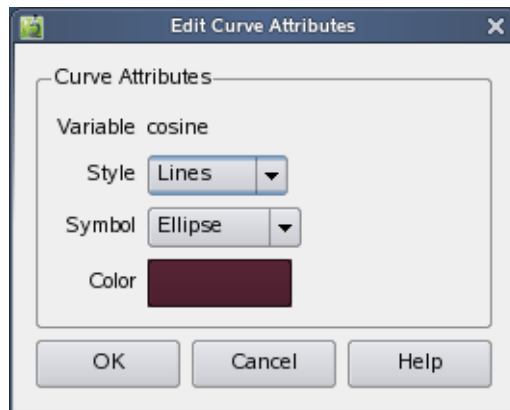 Edit Curve Attributes
Curve Attributes
Variable cosine
Style Lines
Symbol Ellipse
Color
OK Cancel Help